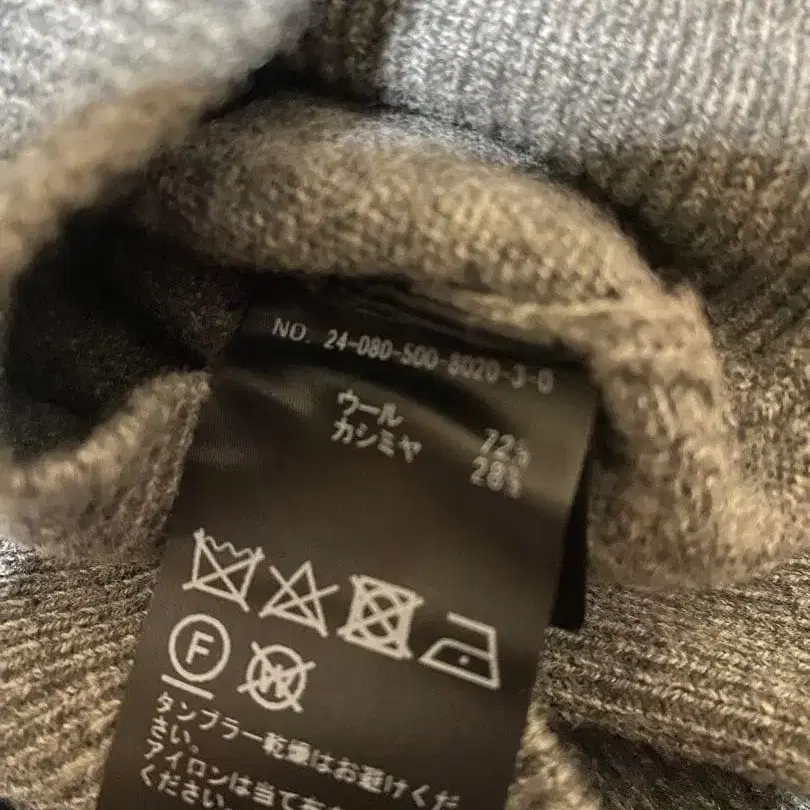 NO. 24-080-500-8020-3-0
ウール 72%
カシミヤ 28%
F
W
タンブラー乾燥はお避けくだ
さい。
アイロンは当て布
ください。